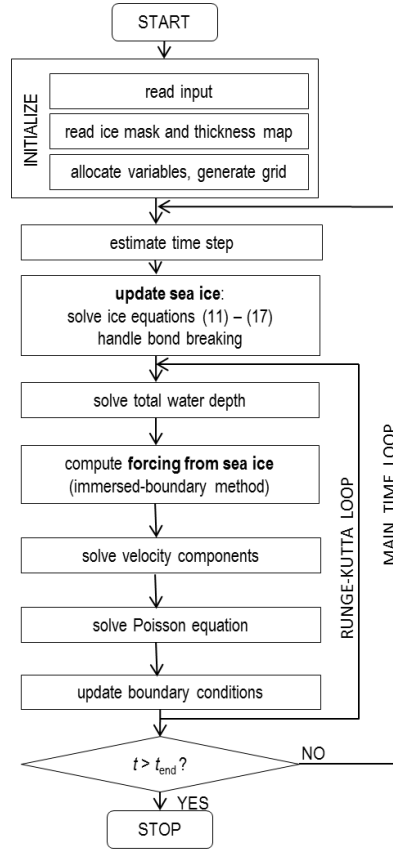 START
INITIALIZE
read input
read ice mask and thickness map
allocate variables, generate grid
estimate time step
update sea ice:
solve ice equations (11) – (17)
handle bond breaking
solve total water depth
compute forcing from sea ice
(immersed-boundary method)
solve velocity components
solve Poisson equation
update boundary conditions
RUNGE-KUTTA LOOP
MAIN TIME LOOP
t > tend ?
NO
YES
STOP